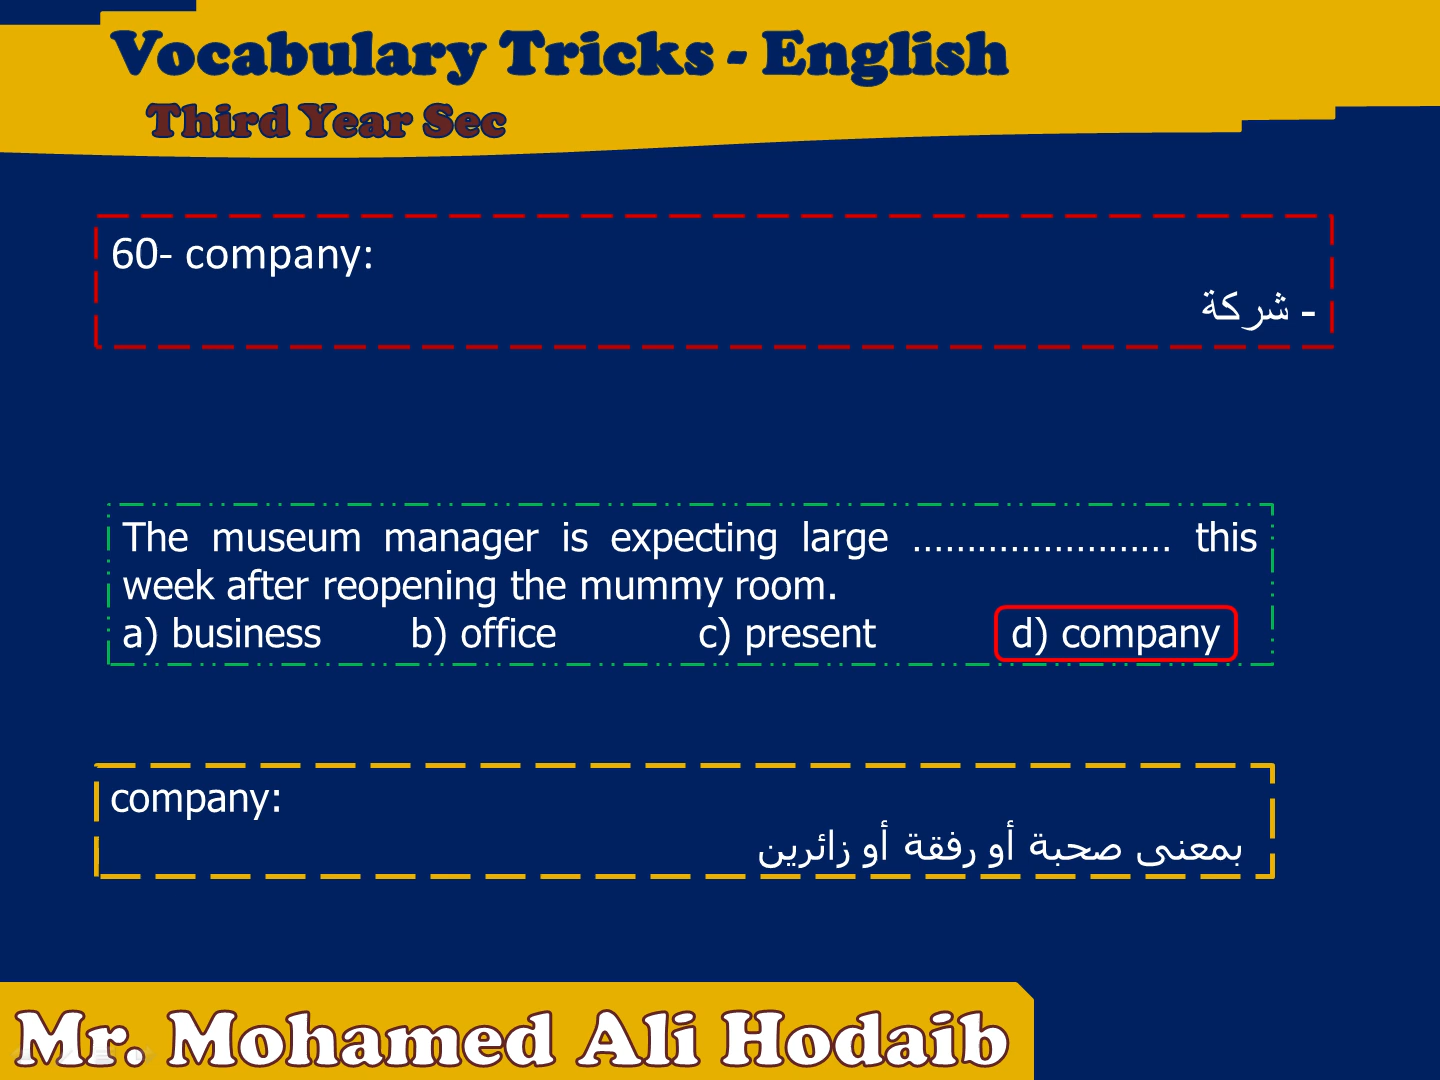 Vocabulary Tricks - English
Third Year Sec
60- company:
- شركة
The museum manager is expecting large …………………… this
week after reopening the mummy room.
a) business b) office c) present d) company
company:
بمعنى صحبة أو رفقة أو زائرين
Mr. Mohamed Ali Hodaib